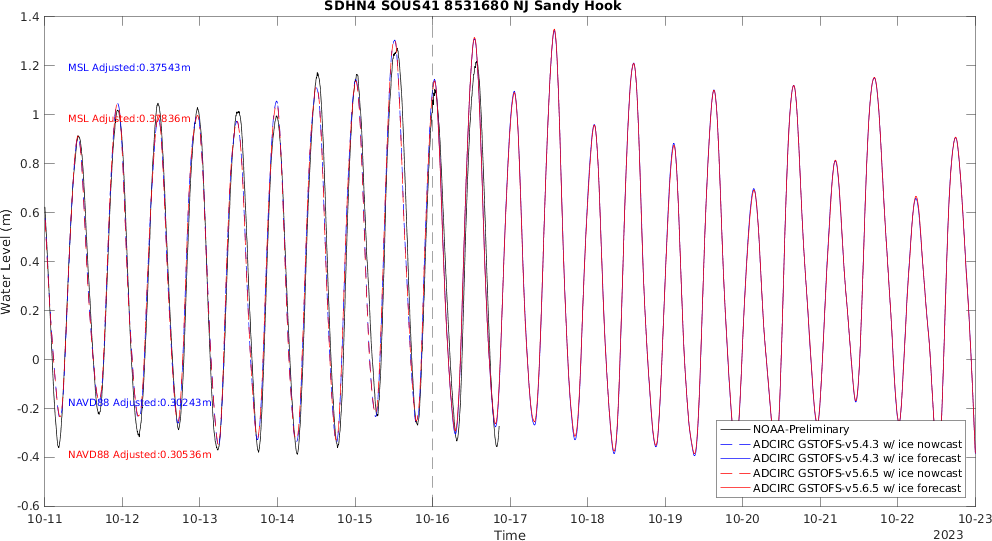 SDHN4 SOUS41 8531680 NJ Sandy Hook
Water Level (m)
1.4
1.2
1
0.8
0.6
0.4
0.2
0
-0.2
-0.4
-0.6
MSL Adjusted:0.37543m
MSL Adjusted:0.37836m
NAVD88 Adjusted:0.30243m
NAVD88 Adjusted:0.30536m
NOAA-Preliminary
ADCIRC GSTOFS-v5.4.3 w/ ice nowcast
ADCIRC GSTOFS-v5.4.3 w/ ice forecast
ADCIRC GSTOFS-v5.6.5 w/ ice nowcast
ADCIRC GSTOFS-v5.6.5 w/ ice forecast
10-11 10-12 10-13 10-14 10-15 10-16 10-17 10-18 10-19 10-20 10-21 10-22 10-23
Time
2023